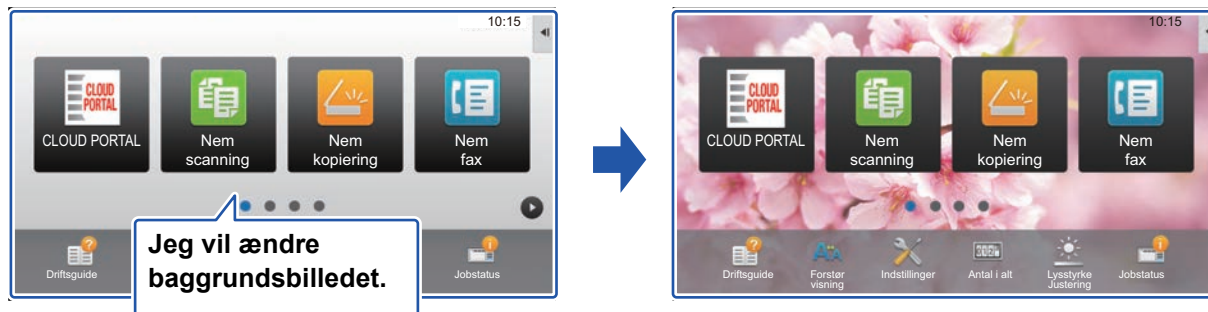 10:15
CLOUD
PORTAL
CLOUD PORTAL
Nem
scanning
Nem
kopiering
Nem
fax
Jeg vil ændre
baggrundsbilledet.
Driftsguide
Jobstatus
10:15
CLOUD
PORTAL
CLOUD PORTAL
Nem
scanning
Nem
kopiering
Nem
fax
Driftsguide
Forstør
visning
Indstillinger
Antal i alt
Lysstyrke
Justering
Jobstatus